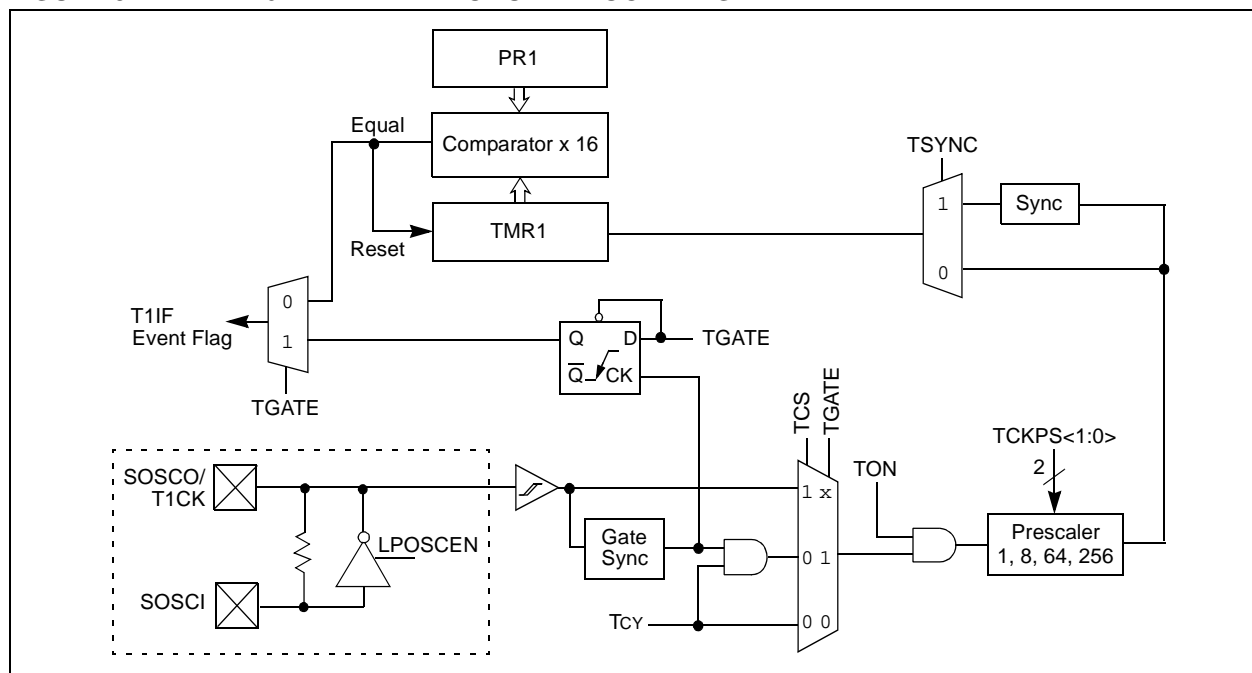 PR1
Equal
Comparator x 16
TSYNC
1
Sync
TMR1
Reset
0
0
T1IF
Event Flag
1
Q
D
TGATE
Q
CK
TGATE
TCS
TGATE
TCKPS<1:0>
2
SOSCO/
T1CK
TON
1 x
Prescaler
1, 8, 64, 256
LPOSCEN
Gate
Sync
0 1
SOSCI
TCY
0 0